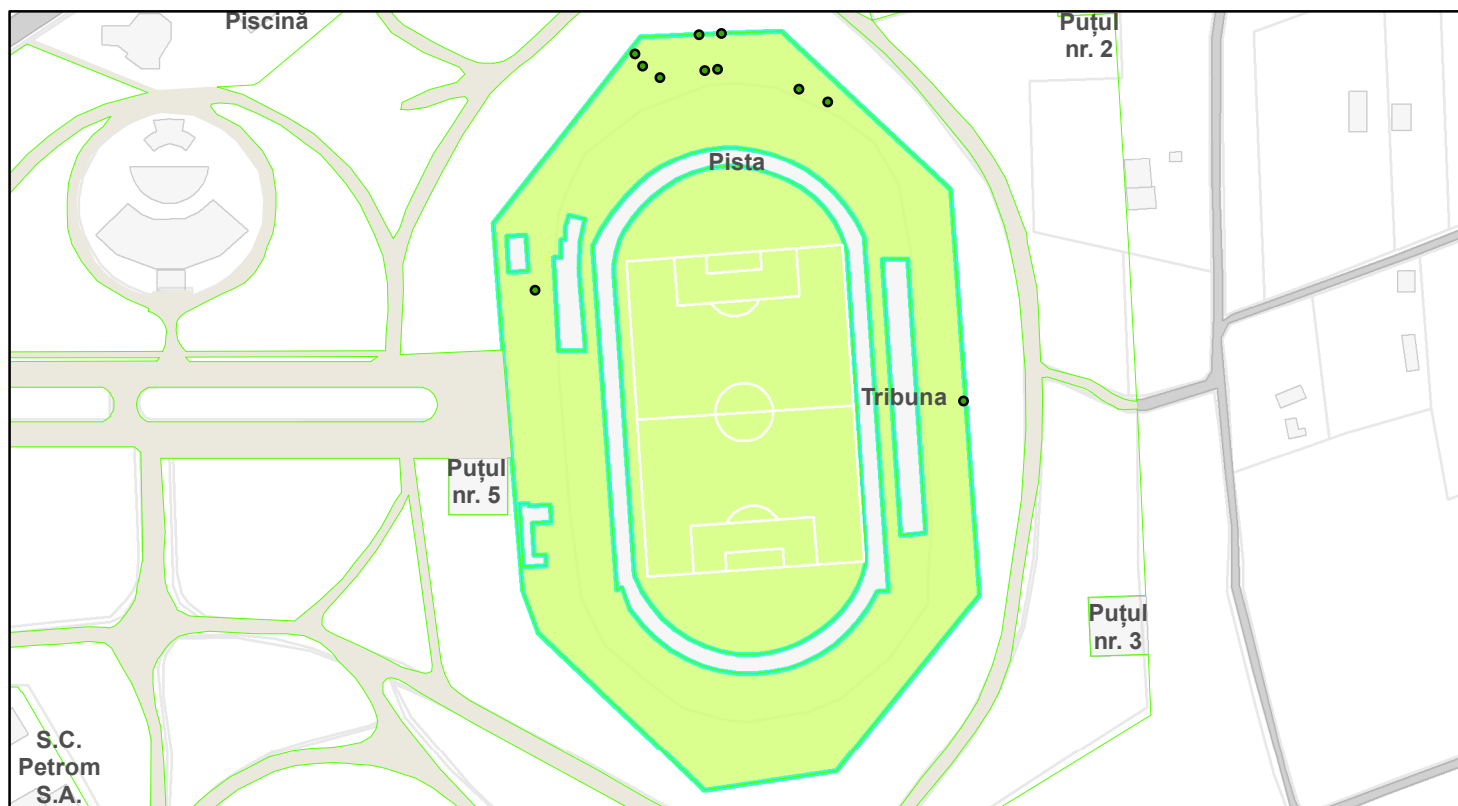 Piscină
Puțul
nr. 2
Pista
Tribuna
Puțul
nr. 5
Puțul
nr. 3
S.C.
Petrom
S.A.